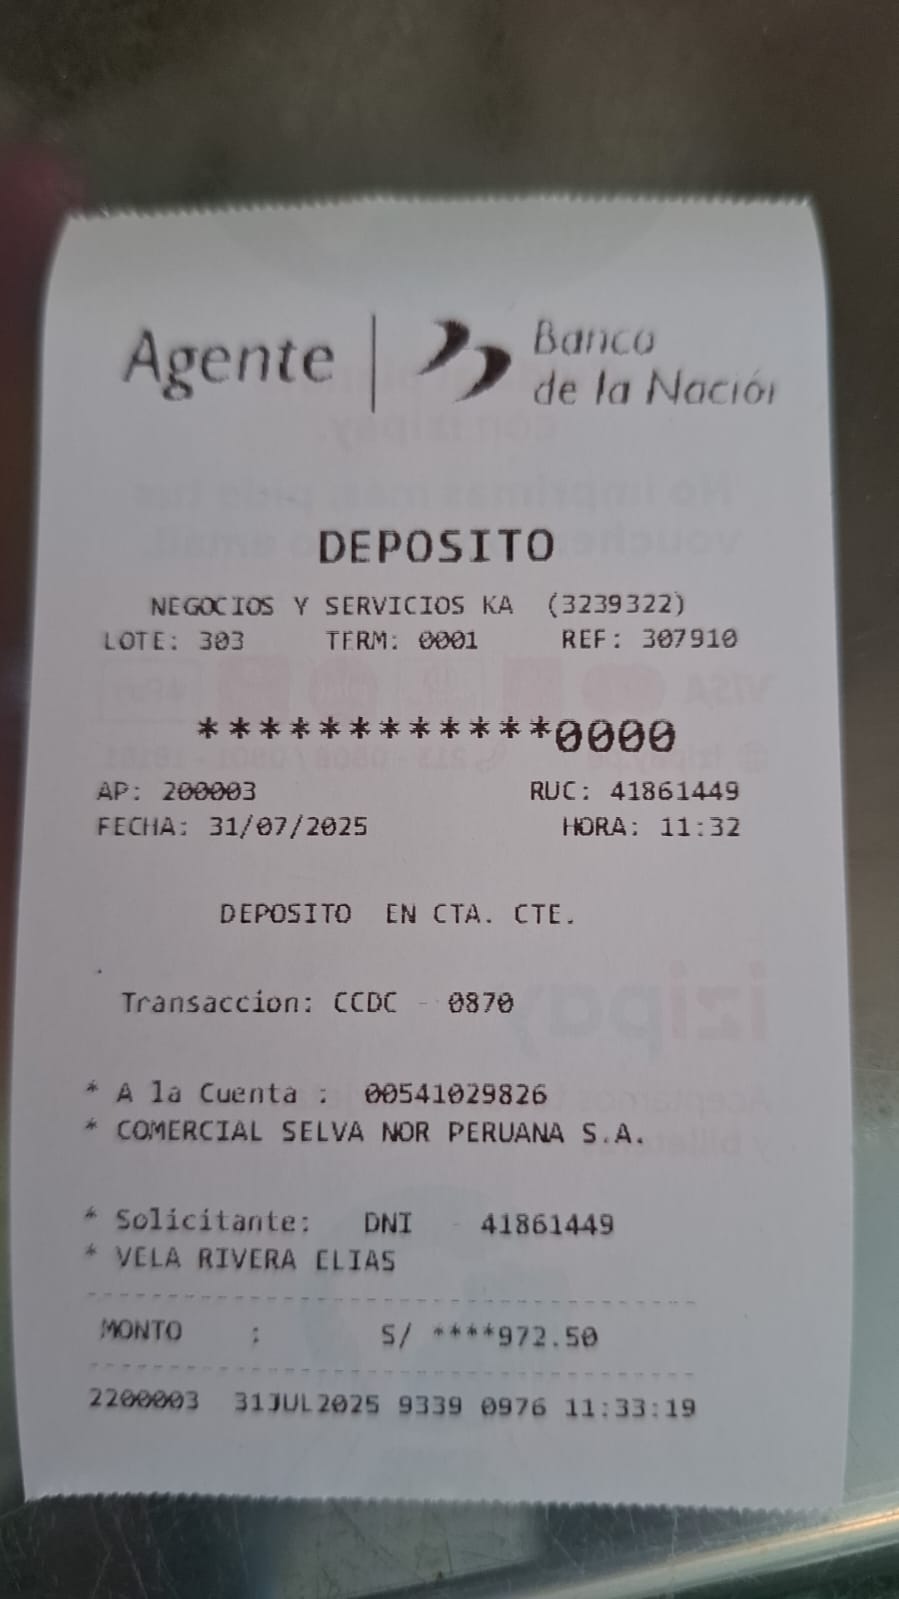 Agente | Banco
de la Nación
DEPOSITO
NEGOCIOS Y SERVICIOS KA (3239322)
LOTE: 303 TERM: 0001 REF: 307910
************0000
AP: 200003 RUC: 41861449
FECHA: 31/07/2025 HORA: 11:32
DEPOSITO EN CTA. CTE.
Transaccion: CCDC - 0870
* A la Cuenta : 00541029826
* COMERCIAL SELVA NOR PERUANA S.A.
* Solicitante: DNI - 41861449
* VELA RIVERA ELIAS
MONTO : S/ ****972.50
2200003 31JUL2025 9339 0976 11:33:19